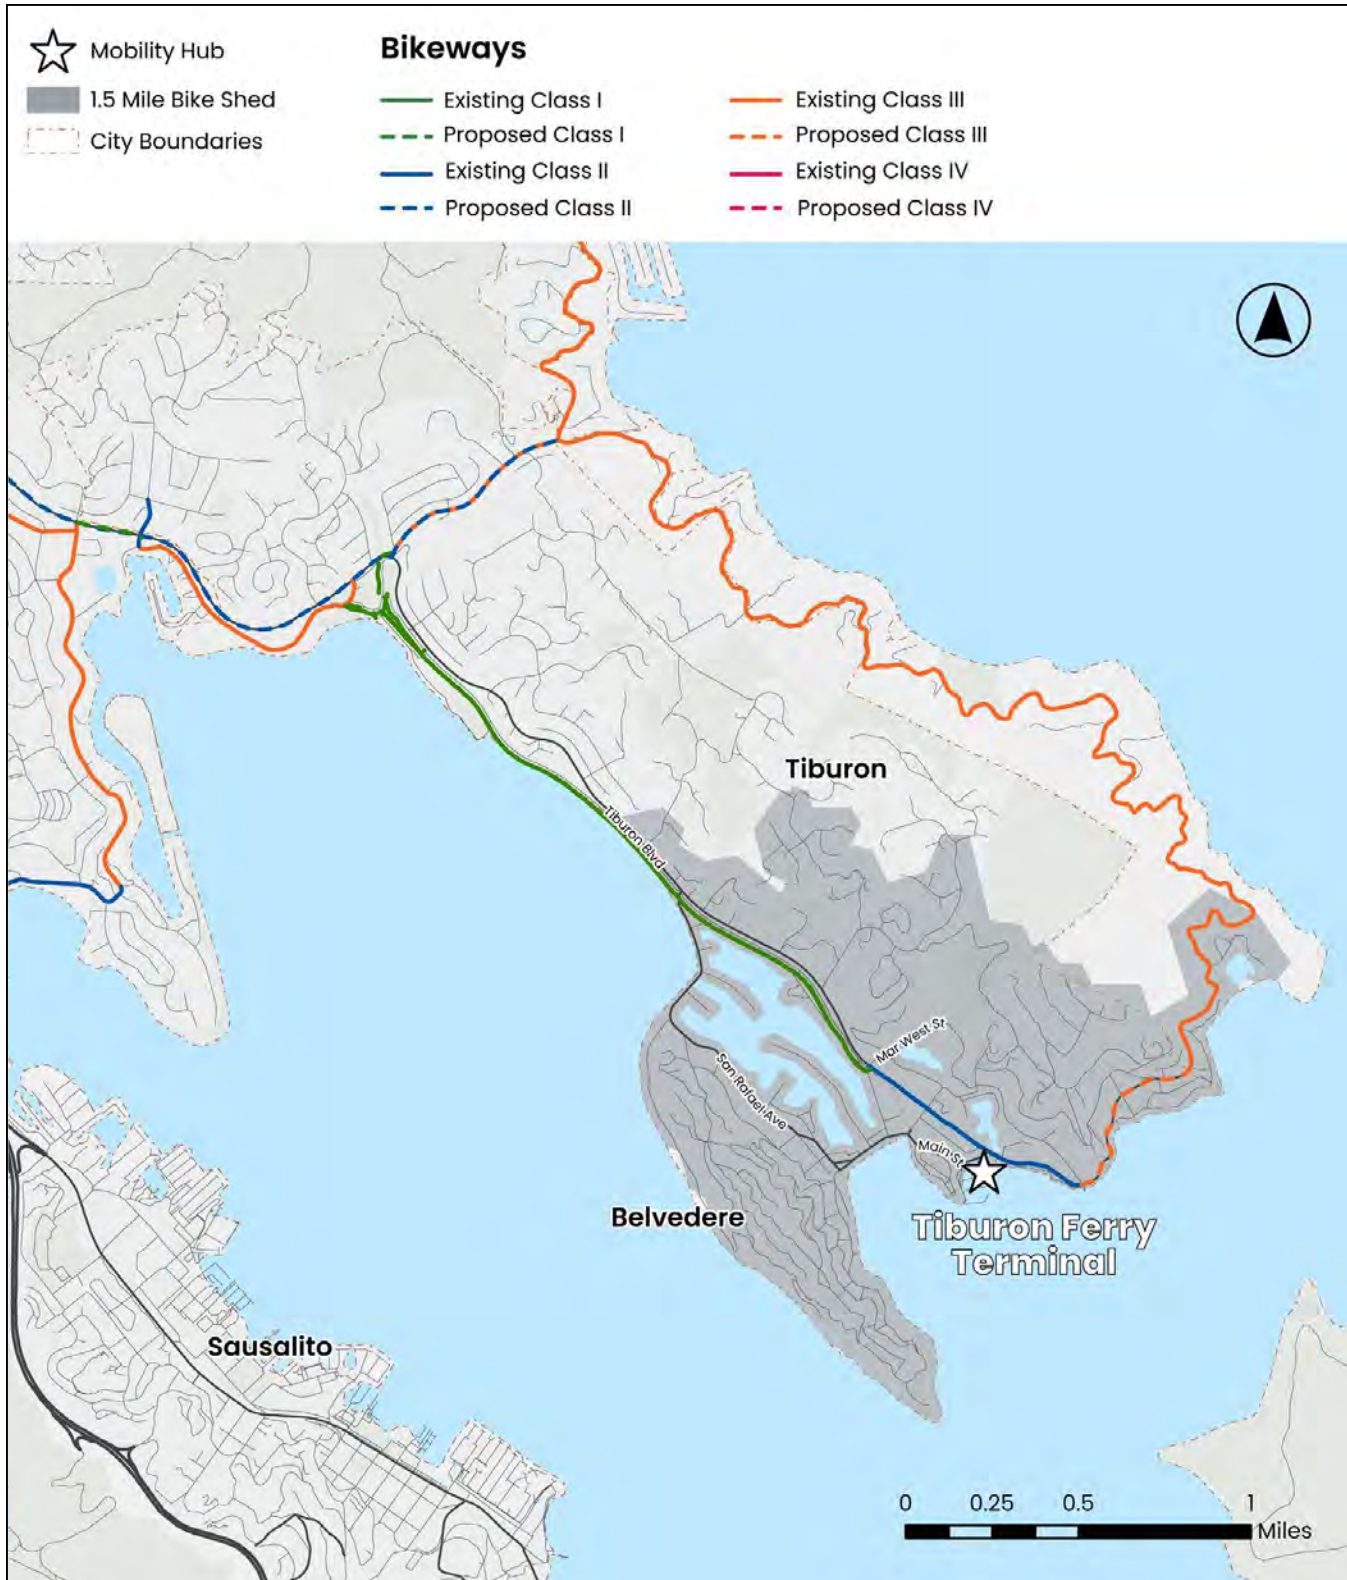 Mobility Hub
1.5 Mile Bike Shed
City Boundaries
Bikeways
Existing Class I
Proposed Class I
Existing Class II
Proposed Class II
Existing Class III
Proposed Class III
Existing Class IV
Proposed Class IV
Tiburon
Tiburon Blvd
Mar West St
San Rafael Ave
Main St
Belvedere
Tiburon Ferry
Terminal
Sausalito
0 0.25 0.5 1
Miles